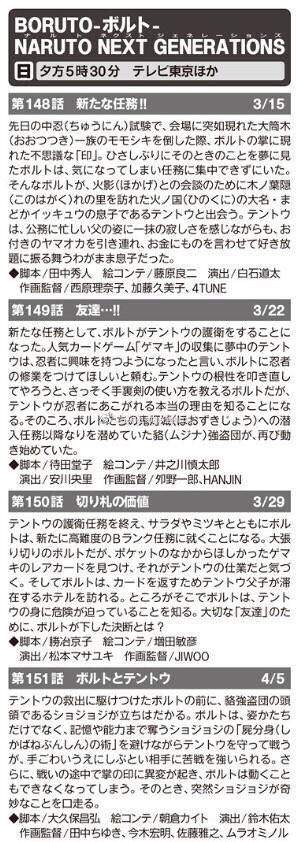 BORUTO-ボルト-
ナルト ネクスト ジェネレーションズ
NARUTO NEXT GENERATIONS
日 夕方5時30分 テレビ東京ほか
第148話 新たな任務!! 3/15
先日の中忍(ちゅうにん)試験で、会場に突如現れた大筒木
(おおつつき)一族のモモシキを倒した際、ボルトの掌に現
れた不思議な「印」。ひさしぶりにそのときのことを夢に見
たボルトは、気になってしまい任務に集中できずにいた。
そんなボルトが、火影(ほかげ)との会談のために木ノ葉隠
(このはがく)れの里を訪れた火ノ国(ひのくに)の大名・ま
どかイッキュウの息子であるテントウと出会う。テントウ
は、公務に忙しい父の姿に一抹の寂しさを感じながらも、お
付きのヤマオカを引き連れ、お金にものを言わせて好き放
題に振る舞うわがまま息子だった。
◆脚本/田中秀人 絵コンテ/藤原良二 演出/白石道太
作画監督/西原理奈子、加藤久美子、4TUNE
第149話 友達…!! 3/22
新たな任務として、ボルトがテントウの護衛をすることに
なった。人気カードゲーム「ゲマキ」の収集に夢中のテント
ウは、忍者に興味を持つようになったと言い、ボルトに忍者
の修業をつけてほしいと頼む。テントウの根性を叩き直し
てやろうと、さっそく手裏剣の使い方を教えるボルトだが、
テントウが忍者にあこがれる本当の理由を知ることにな
る。そのころ、ボルトたちの鬼灯城(ほおずきじょう)への潜
入任務以降なりを潜めていた貉(ムジナ)強盗団が、再び動
き始めていた。
◆脚本/待田堂子 絵コンテ/井之川慎太郎
演出/安川央里 作画監督/夘野一郎、HANJIN
第150話 切り札の価値 3/29
テントウの護衛任務を終え、サラダやミツキとともにボル
トは、新たに高難度のBランク任務に就くことになる。大張
り切りのボルトだが、ポケットのなかからほしかったゲマ
キのレアカードを見つけ、それがテントウの仕業だと気づ
く。そしてボルトは、カードを返すためテントウ父子が滞
在するホテルを訪れる。ところがそこでボルトは、テント
ウの身に危険が迫っていることを知る。大切な「友達」のた
めに、ボルトが下した決断とは?
◆脚本/勝冶京子 絵コンテ/増田敏彦
演出/松本マサユキ 作画監督/JIWOO
第151話 ボルトとテントウ 4/5
テントウの救出に駆けつけたボルトの前に、貉強盗団の頭
領であるショジョジが立ちはだかる。ボルトは、姿かたち
だけでなく、記憶や能力まで奪うショジョジの「屍分身(し
かばねぶんしん)の術」を避けながらテントウを守って戦う
が、手ごわいうえにしぶとい相手に苦戦を強いられる。さ
らに、戦いの途中で掌の印に異変が起き、ボルトは動くこと
もできなくなってしまう。そのとき、突然ショジョジが奇
妙なことを口走る。
◆脚本/大久保昌弘 絵コンテ/朝倉カイト 演出/鈴木佑太
作画監督/田中ちゆき、今木宏明、佐藤雅之、ムラオミノル